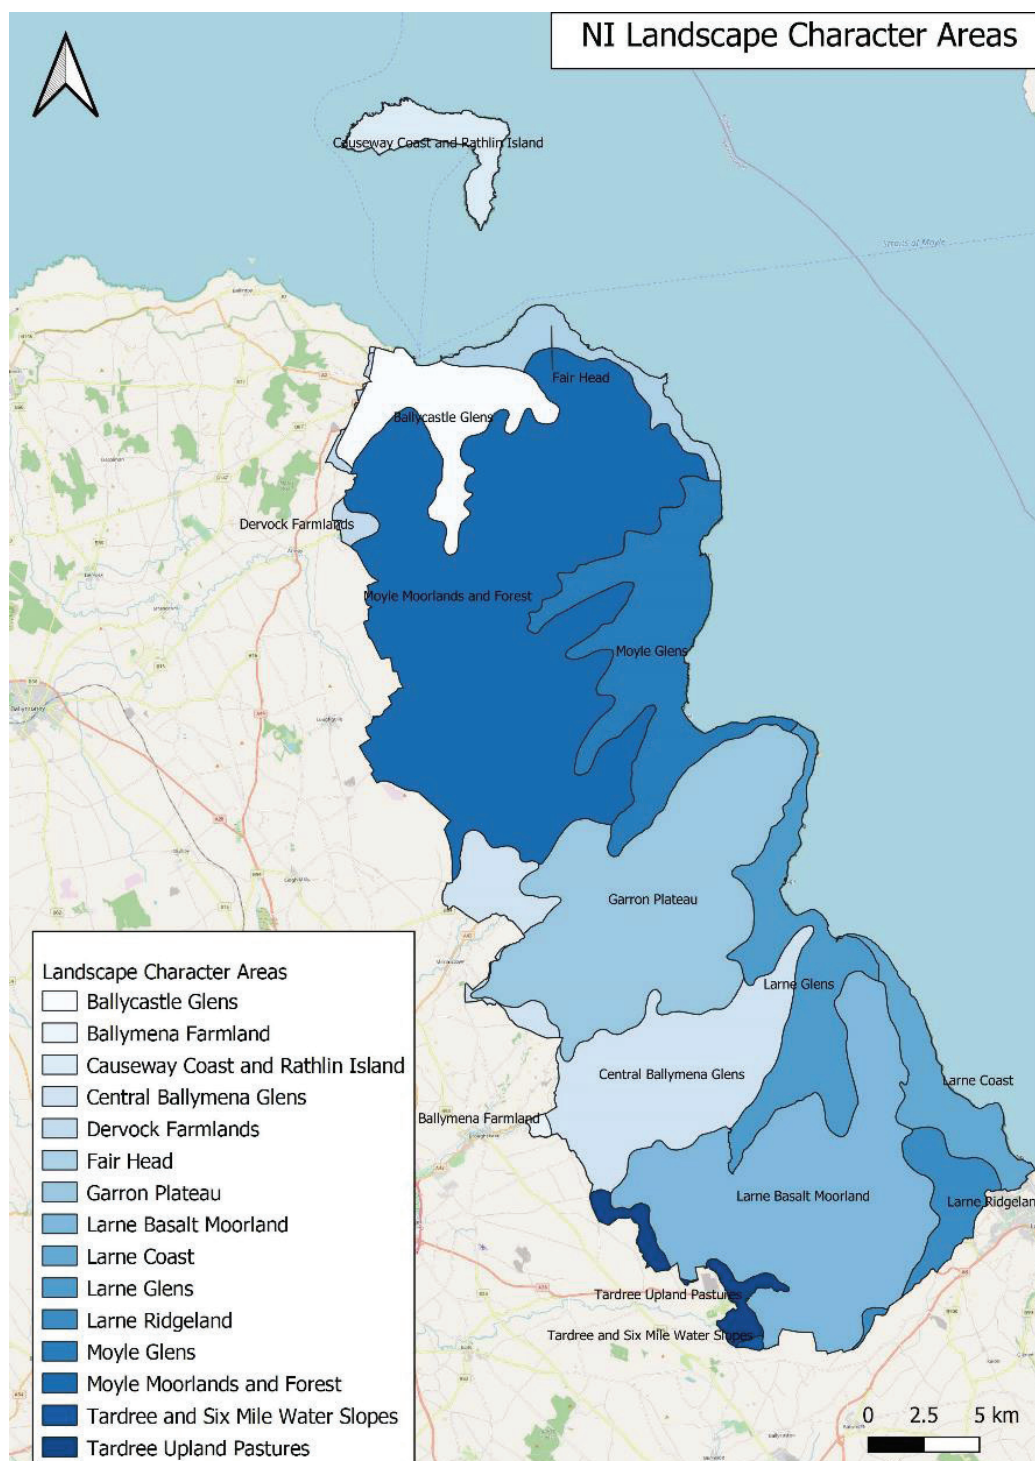 NI Landscape Character Areas
Causeway Coast and Rathlin Island
Straits of Moyle
Fair Head
Ballycastle Glens
Dervock Farmlands
Moyle Moorlands and Forest
Moyle Glens
Garron Plateau
Larne Glens
Central Ballymena Glens
Larne Coast
Ballymena Farmland
Larne Basalt Moorland
Larne Ridgelan
Tardree Upland Pastures
Tardree and Six Mile Water Slopes
Landscape Character Areas
Ballycastle Glens
Ballymena Farmland
Causeway Coast and Rathlin Island
Central Ballymena Glens
Dervock Farmlands
Fair Head
Garron Plateau
Larne Basalt Moorland
Larne Coast
Larne Glens
Larne Ridgeland
Moyle Glens
Moyle Moorlands and Forest
Tardree and Six Mile Water Slopes
Tardree Upland Pastures
0 2.5 5 km